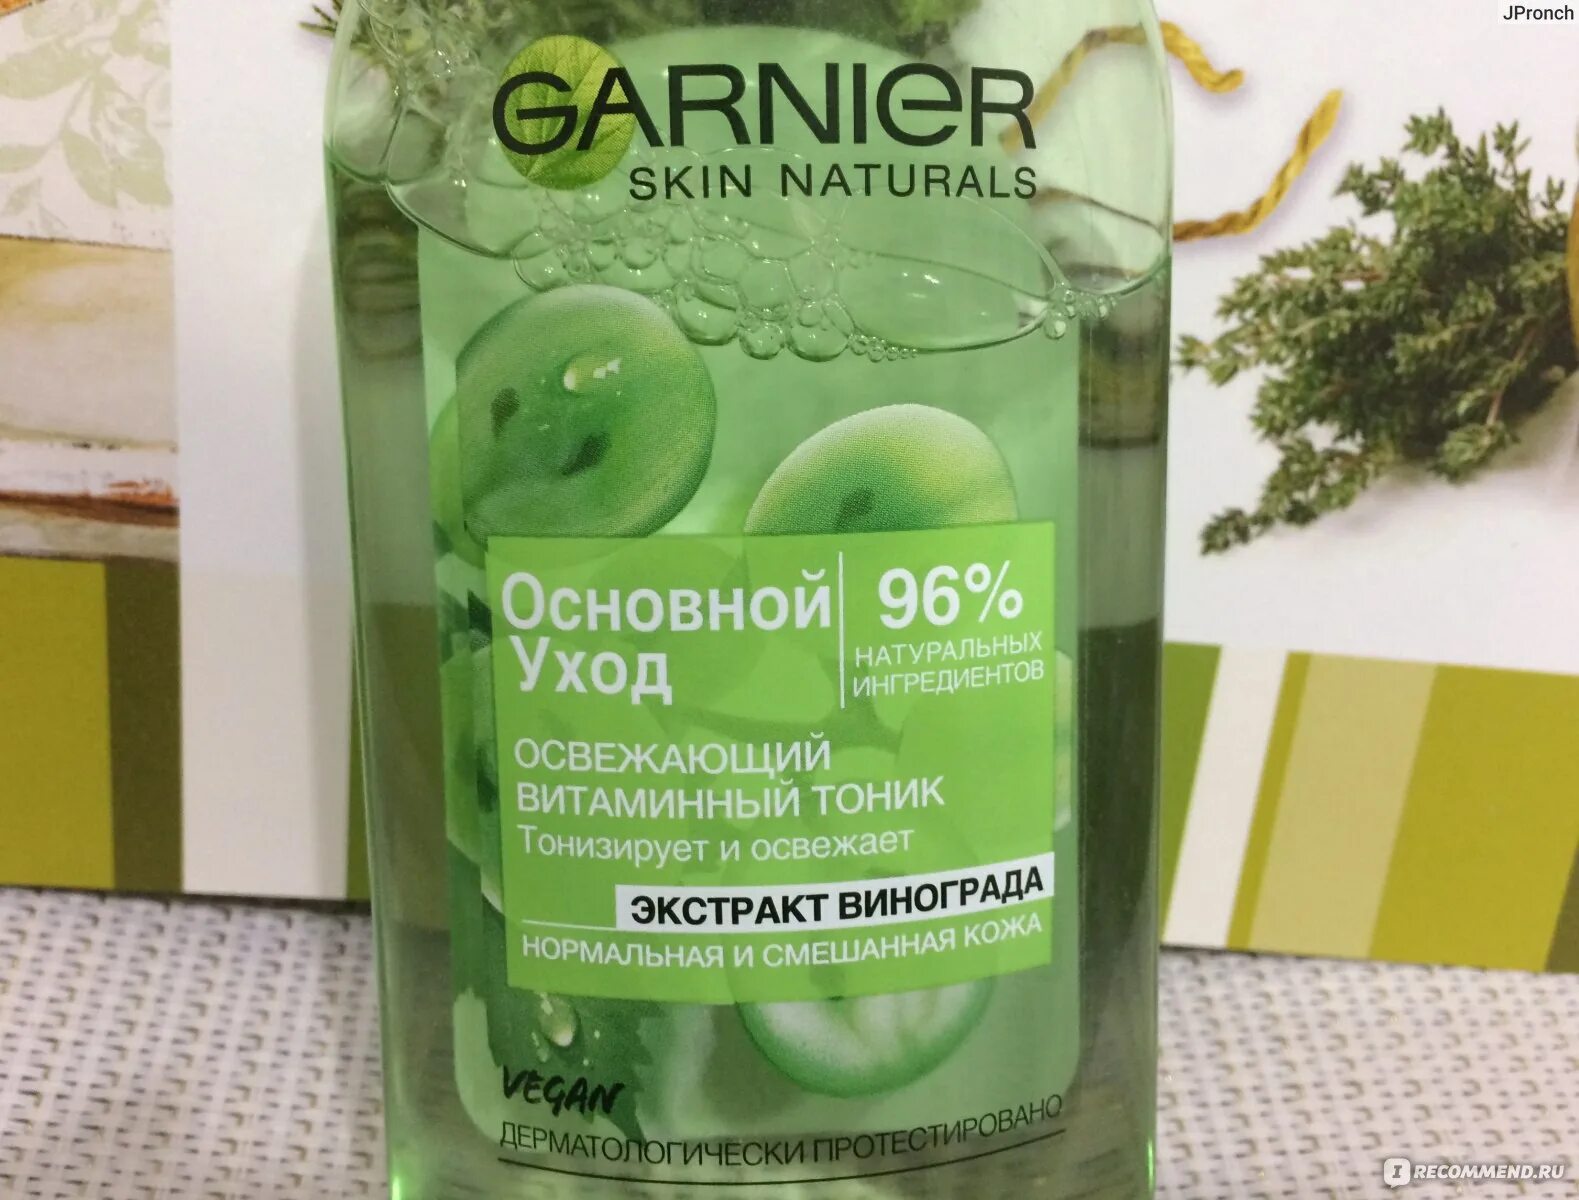 JPronch
GARNIER
SKIN NATURALS
ОСНОВНОЙ
УХОД
96%
НАТУРАЛЬНЫХ
ИНГРЕДИЕНТОВ
ОСВЕЖАЮЩИЙ
ВИТАМИННЫЙ ТОНИК
Тонизирует и освежает
ЭКСТРАКТ ВИНОГРАДА
НОРМАЛЬНАЯ И СМЕШАННАЯ КОЖА
VEGAN
ДЕРМАТОЛОГИЧЕСКИ ПРОТЕСТИРОВАНО
I RECOMMEND.RU